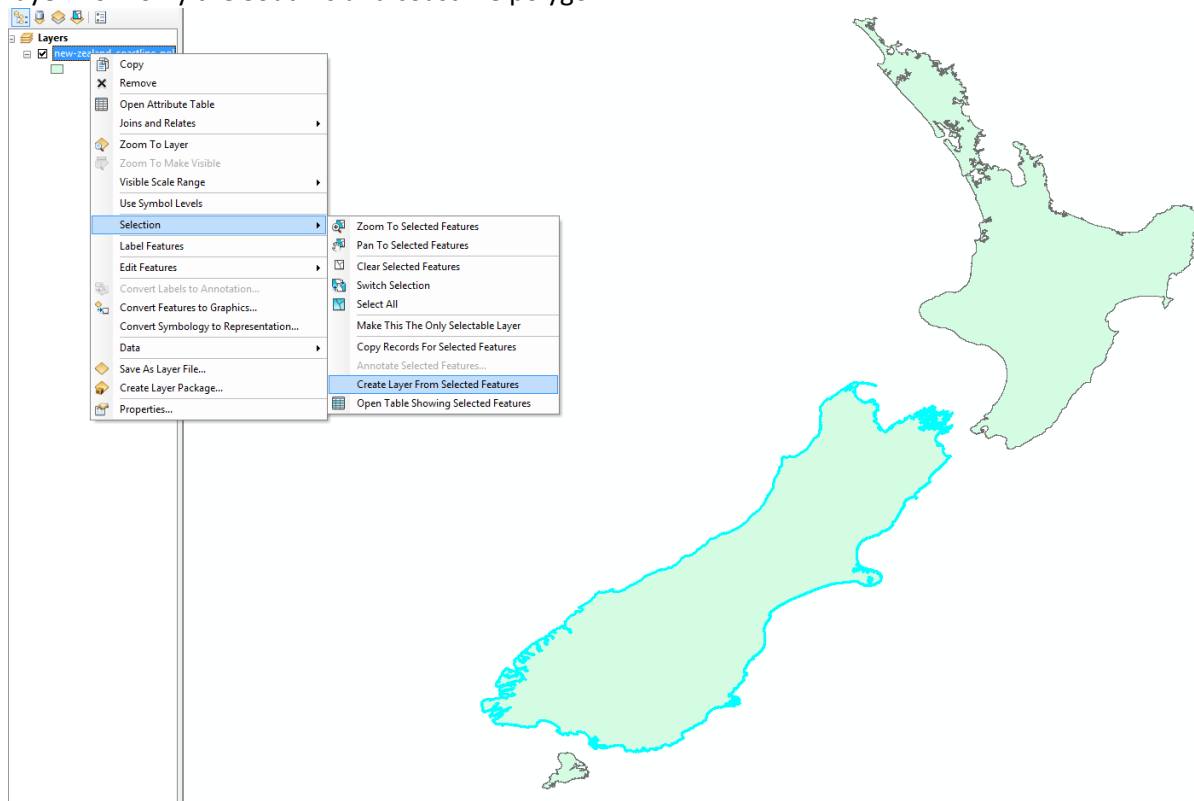 Layers
Copy
Remove
Open Attribute Table
Joins and Relates
Zoom To Layer
Zoom To Make Visible
Visible Scale Range
Use Symbol Levels
Selection
Label Features
Edit Features
Convert Labels to Annotation...
Convert Features to Graphics...
Convert Symbology to Representation...
Data
Save As Layer File...
Create Layer Package...
Properties...
Zoom To Selected Features
Pan To Selected Features
Clear Selected Features
Switch Selection
Select All
Make This The Only Selectable Layer
Copy Records For Selected Features
Annotate Selected Features...
Create Layer From Selected Features
Open Table Showing Selected Features